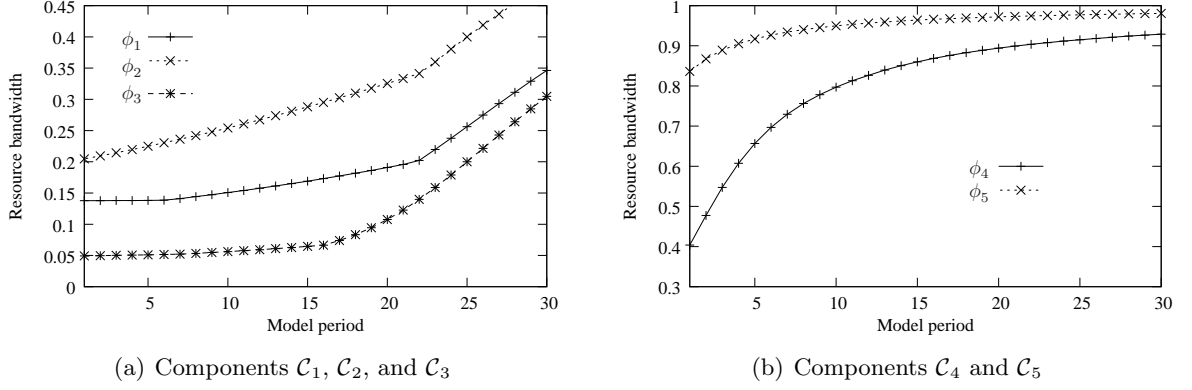 0.45
0.4
0.35
0.3
0.25
0.2
0.15
0.1
0.05
0
Resource bandwidth
ϕ1
ϕ2
ϕ3
5 10 15 20 25 30
Model period
(a) Components C1, C2, and C3
1
0.9
0.8
0.7
0.6
0.5
0.4
0.3
Resource bandwidth
ϕ4
ϕ5
5 10 15 20 25 30
Model period
(b) Components C4 and C5